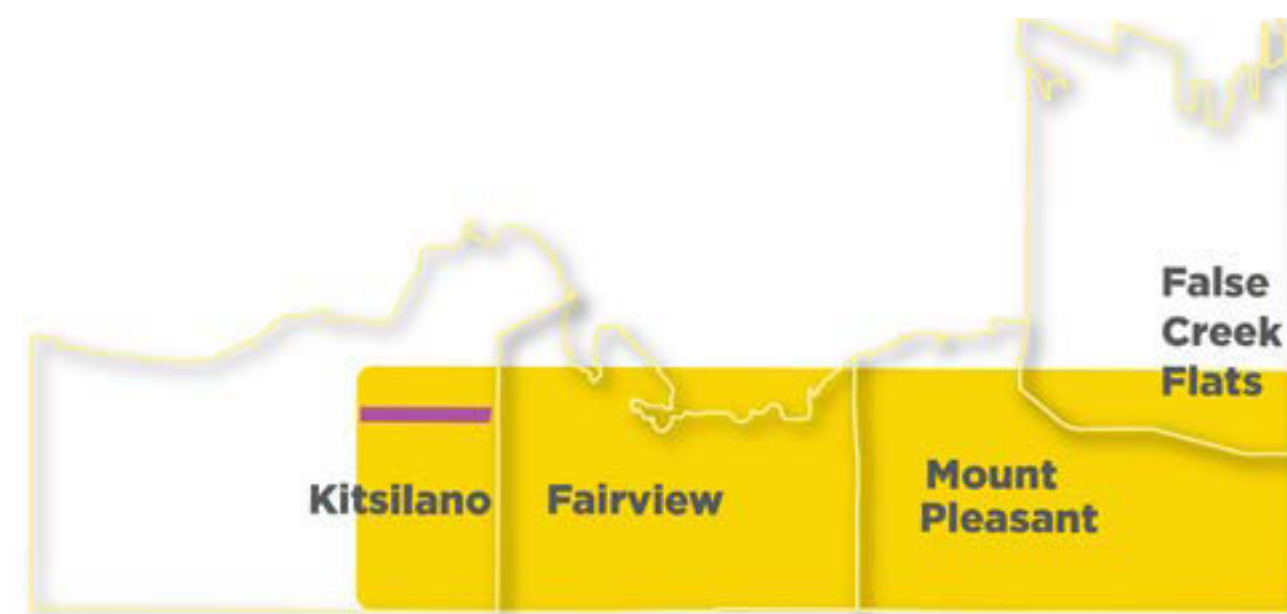 False
Creek
Flats
Kitsilano
Fairview
Mount
Pleasant